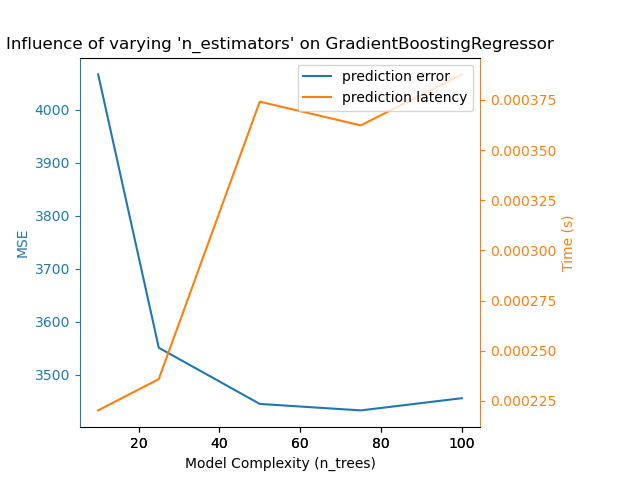 Influence of varying 'n_estimators' on GradientBoostingRegressor
prediction error
prediction latency
4000
3900
3800
3700
3600
3500
MSE
0.000375
0.000350
0.000325
0.000300
0.000275
0.000250
0.000225
Time (s)
20 40 60 80 100
Model Complexity (n_trees)